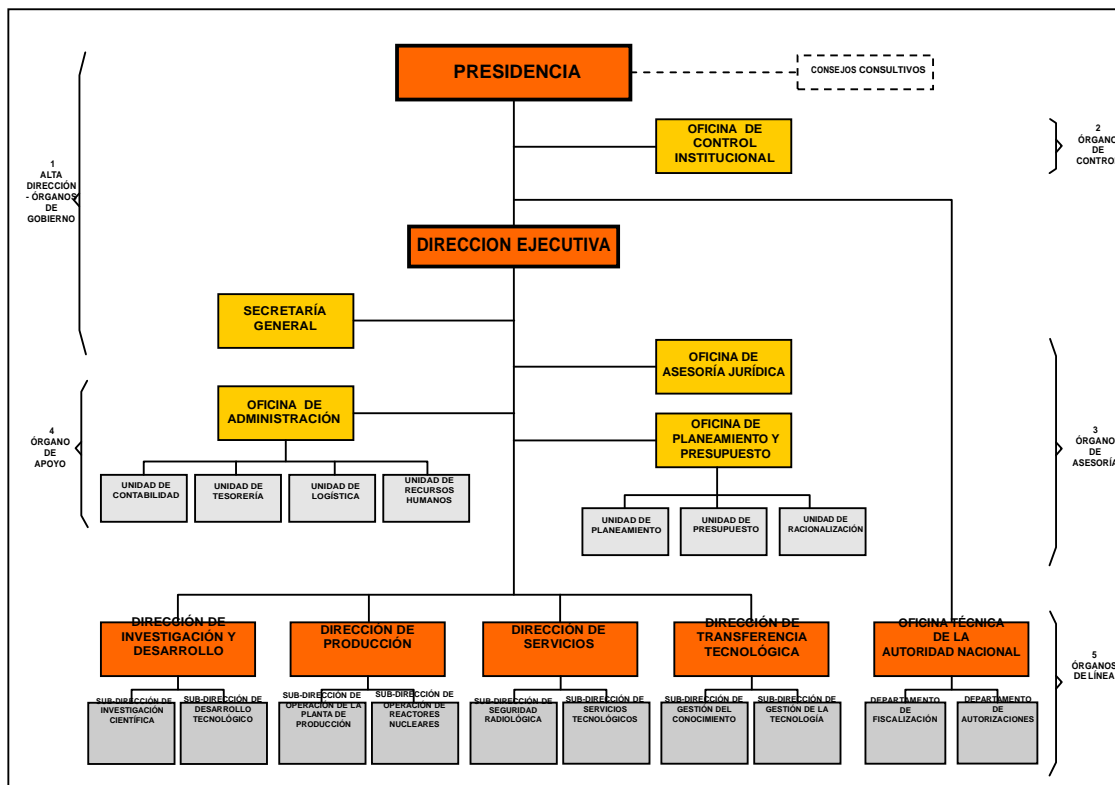 PRESIDENCIA
CONSEJOS CONSULTIVOS
OFICINA DE
CONTROL
INSTITUCIONAL
2
ÓRGANO
DE
CONTROL
1
ALTA
DIRECCIÓN
- ÓRGANOS
DE
GOBIERNO
DIRECCION EJECUTIVA
SECRETARÍA
GENERAL
OFICINA DE
ASESORÍA JURÍDICA
OFICINA DE
ADMINISTRACIÓN
OFICINA DE
PLANEAMIENTO Y
PRESUPUESTO
4
ÓRGANO
DE
APOYO
3
ÓRGANO
DE
ASESORÍA
UNIDAD DE
CONTABILIDAD
UNIDAD DE
TESORERÍA
UNIDAD DE
LOGÍSTICA
UNIDAD DE
RECURSOS
HUMANOS
UNIDAD DE
PLANEAMIENTO
UNIDAD DE
PRESUPUESTO
UNIDAD DE
RACIONALIZACIÓN
DIRECCIÓN DE
INVESTIGACIÓN Y
DESARROLLO
DIRECCIÓN DE
PRODUCCIÓN
DIRECCIÓN DE
SERVICIOS
DIRECCIÓN DE
TRANSFERENCIA
TECNOLÓGICA
OFICINA TÉCNICA
DE LA
AUTORIDAD NACIONAL
5
ÓRGANOS
DE LÍNEA
SUB-DIRECCIÓN DE
INVESTIGACIÓN
CIENTÍFICA
SUB-DIRECCIÓN DE
DESARROLLO
TECNOLÓGICO
SUB-DIRECCIÓN DE
OPERACIÓN DE LA
PLANTA DE
PRODUCCIÓN
SUB-DIRECCIÓN DE
OPERACIÓN DE
REACTORES
NUCLEARES
SUB-DIRECCIÓN DE
SEGURIDAD
RADIOLÓGICA
SUB-DIRECCIÓN DE
SERVICIOS
TECNOLÓGICOS
SUB-DIRECCIÓN DE
GESTIÓN DEL
CONOCIMIENTO
SUB-DIRECCIÓN DE
GESTIÓN DE LA
TECNOLOGÍA
DEPARTAMENTO
DE
FISCALIZACIÓN
DEPARTAMENTO
DE
AUTORIZACIONES